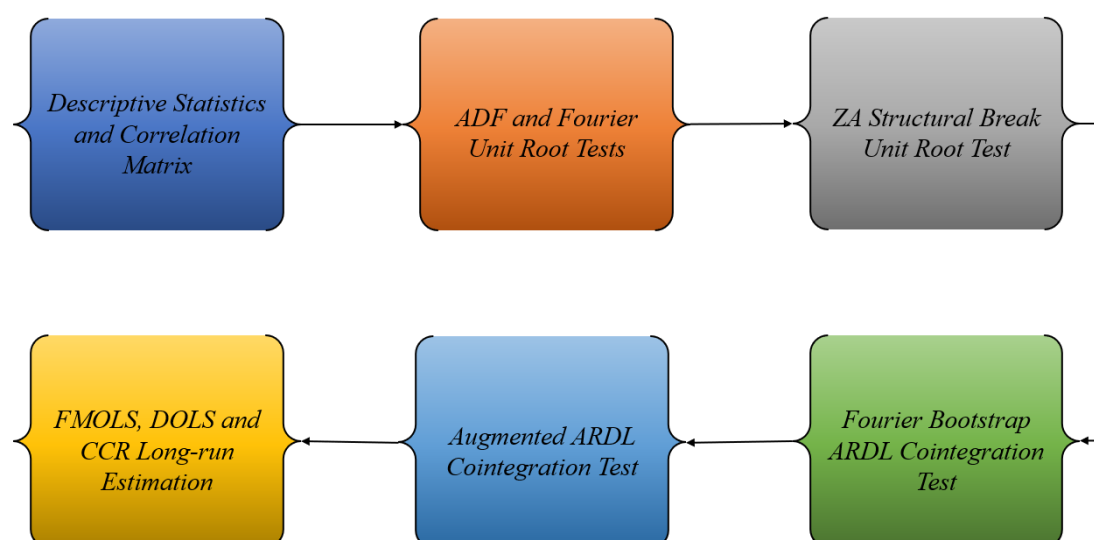 Descriptive Statistics
and Correlation
Matrix
ADF and Fourier
Unit Root Tests
ZA Structural Break
Unit Root Test
Fourier Bootstrap
ARDL Cointegration
Test
Augmented ARDL
Cointegration Test
FMOLS, DOLS and
CCR Long-run
Estimation